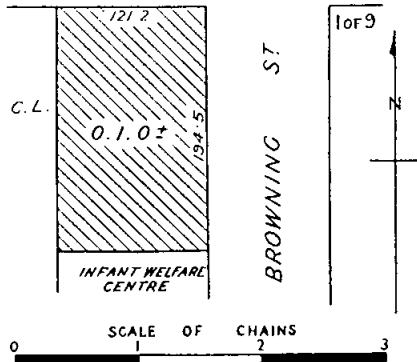 121.2
1 OF 9
C.L.
0.1.0±
194.5
BROWNING ST.
N
INFANT WELFARE
CENTRE
SCALE OF CHAINS
0 1 2 3